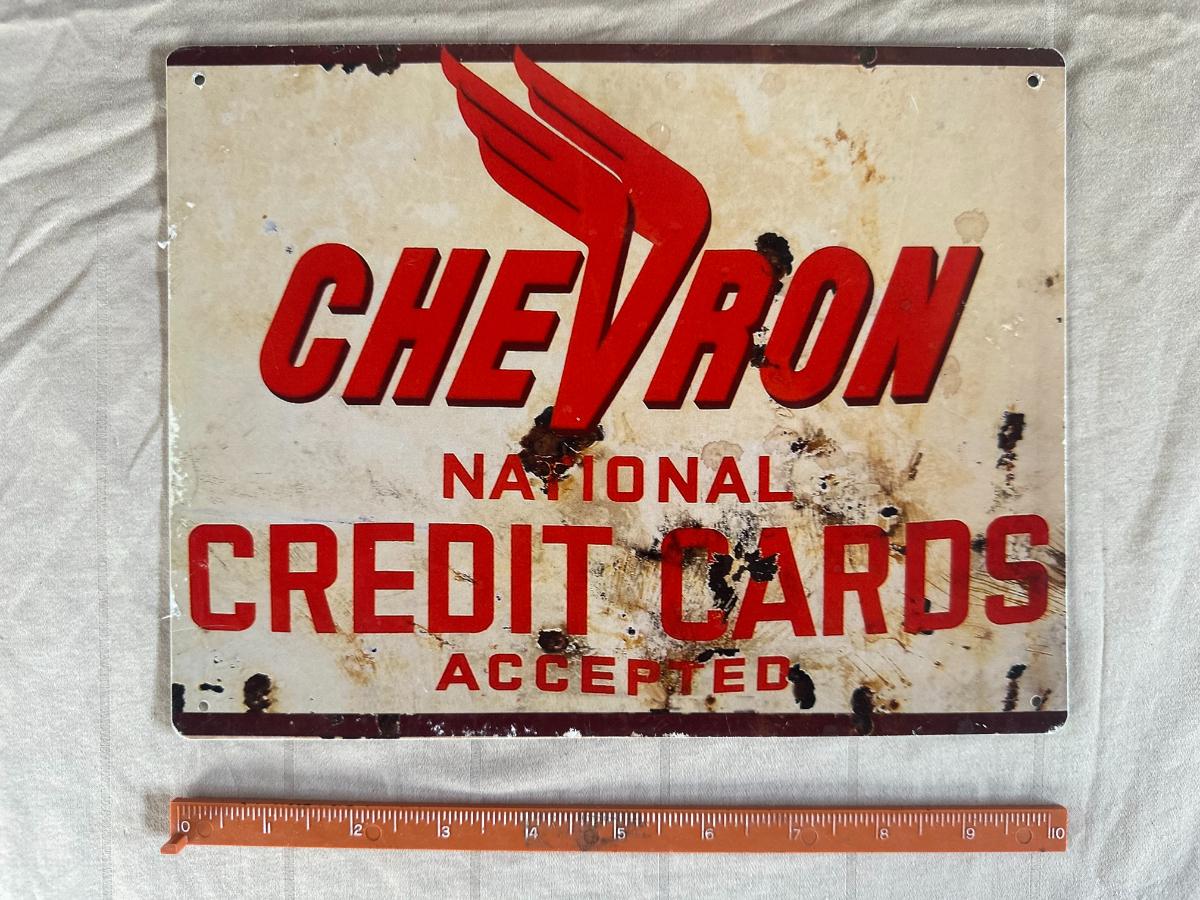 CHEVRON
NATIONAL
CREDIT CARDS
ACCEPTED
0 1 2 3 4 5 6 7 8 9 10